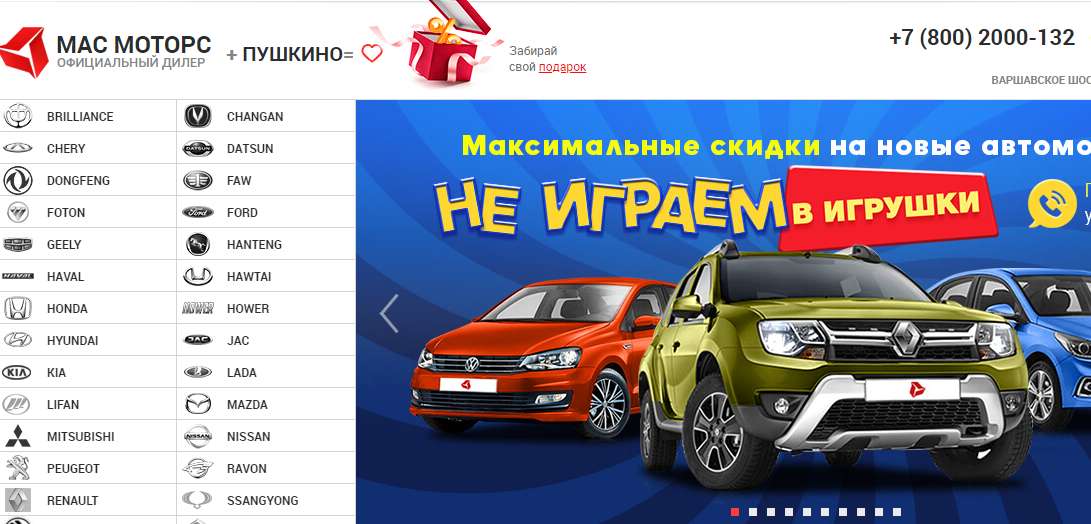 МАС МОТОРС
ОФИЦИАЛЬНЫЙ ДИЛЕР
+ ПУШКИНО=
Забирай
свой подарок
+7 (800) 2000-132
ВАРШАВСКОЕ ШОС
BRILLIANCE
CHANGAN
CHERY
DATSUN
DONGFENG
FAW
FOTON
FORD
GEELY
HANTENG
HAVAL
HAWTAI
HONDA
HOWER
HYUNDAI
JAC
KIA
LADA
LIFAN
MAZDA
MITSUBISHI
NISSAN
PEUGEOT
RAVON
RENAULT
SSANGYONG
Максимальные скидки на новые автомо
НЕ ИГРАЕМ
В ИГРУШКИ